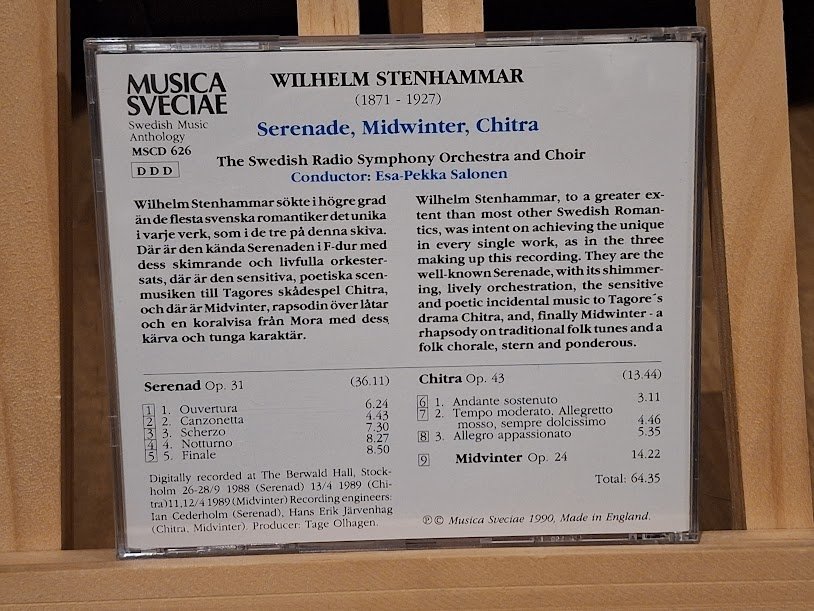 MUSICA
SVECIAE
Swedish Music
Anthology
MSCD 626
DDD
WILHELM STENHAMMAR
(1871 - 1927)
Serenade, Midwinter, Chitra
The Swedish Radio Symphony Orchestra and Choir
Conductor: Esa-Pekka Salonen
Wilhelm Stenhammar sökte i högre grad
än de flesta svenska romantiker det unika
i varje verk, som i de tre på denna skiva.
Där är den kända Serenaden i F-dur med
dess skimrande och livfulla orkester-
sats, där är den sensitiva, poetiska scen-
musiken till Tagores skådespel Chitra,
och där är Midvinter, rapsodin över låtar
och en koralvisa från Mora med dess
kärva och tunga karaktär.
Wilhelm Stenhammar, to a greater ex-
tent than most other Swedish Roman-
tics, was intent on achieving the unique
in every single work, as in the three
making up this recording. They are the
well-known Serenade, with its shimmer-
ing, lively orchestration, the sensitive
and poetic incidental music to Tagore´s
drama Chitra, and, finally Midwinter - a
rhapsody on traditional folk tunes and a
folk chorale, stern and ponderous.
Serenad Op. 31 (36.11)
1 1. Ouvertura 6.24
2 2. Canzonetta 4.43
3 3. Scherzo 7.30
4 4. Notturno 8.27
5 5. Finale 8.50
Digitally recorded at The Berwald Hall, Stock-
holm 26-28/9 1988 (Serenad) 13/4 1989 (Chi-
tra) 11,12/4 1989 (Midvinter) Recording engineers:
Ian Cederholm (Serenad), Hans Erik Järvenhag
(Chitra, Midvinter). Producer: Tage Olhagen.
Chitra Op. 43 (13.44)
6 1. Andante sostenuto 3.11
7 2. Tempo moderato. Allegretto
mosso, sempre dolcissimo 4.46
8 3. Allegro appassionato 5.35
9 Midvinter Op. 24 14.22
Total: 64.35
℗ © Musica Sveciae 1990, Made in England.